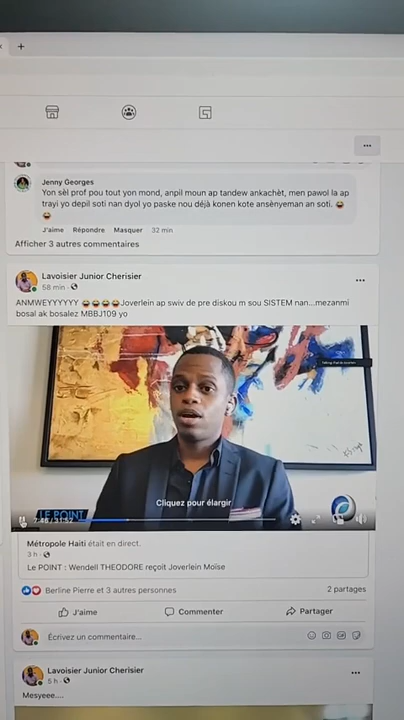 Jenny Georges
Yon sèl prof pou tout yon mond, anpil moun ap tandew ankachèt, men pawol la ap
trayi yo depil soti nan dyol yo paske nou déjà konen kote ansènyeman an soti. 😂
😂
J'aime Répondre Masquer 32 min
Afficher 3 autres commentaires
Lavoisier Junior Cherisier
58 min ·
ANMWEYYYYYY 😂😂😂😂Joverlein ap swiv de pre diskou m sou SISTEM nan...mezanmi
bosal ak bosalez MBBJ109 yo
Cliquez pour élargir
LE POINT
7:46 / 31:52
Métropole Haiti était en direct.
3 h ·
Le POINT : Wendell THEODORE reçoit Joverlein Moïse
Berline Pierre et 3 autres personnes
2 partages
J'aime
Commenter
Partager
Écrivez un commentaire...
Lavoisier Junior Cherisier
5 h ·
Mesyeee....